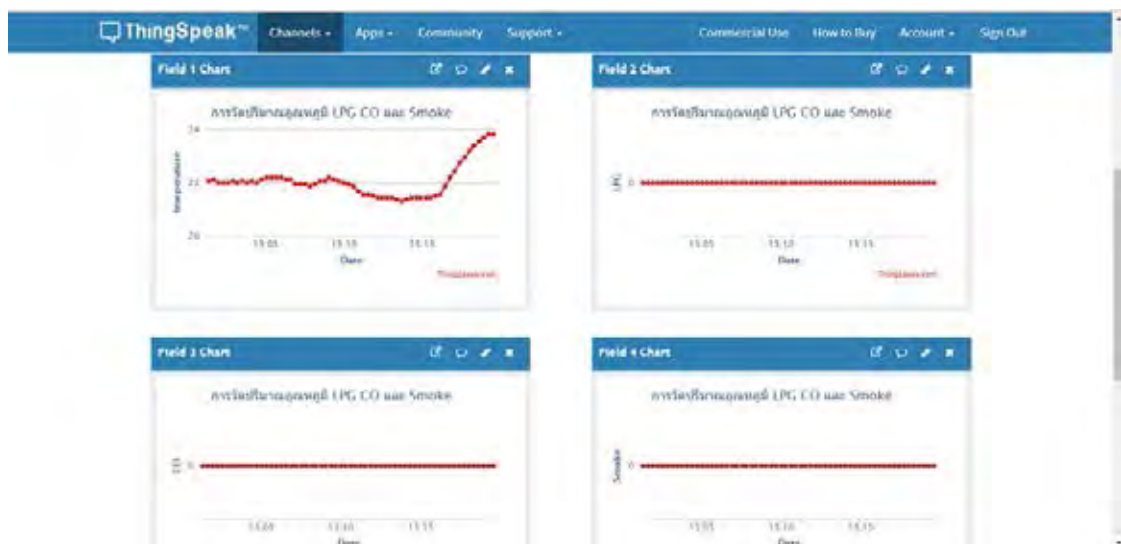 ThingSpeak™ Channels Apps Community Support Commercial Use How to Buy Account Sign Out
Field 1 Chart
การวัดปริมาณอุณหภูมิ LPG CO และ Smoke
24
22
20
15:05 15:10 15:15
Date
ThingSpeak.com
Field 2 Chart
การวัดปริมาณอุณหภูมิ LPG CO และ Smoke
LPG
0
15:05 15:10 15:15
Date
ThingSpeak.com
Field 3 Chart
การวัดปริมาณอุณหภูมิ LPG CO และ Smoke
CO
0
15:05 15:10 15:15
Date
Field 4 Chart
การวัดปริมาณอุณหภูมิ LPG CO และ Smoke
Smoke
0
15:05 15:10 15:15
Date